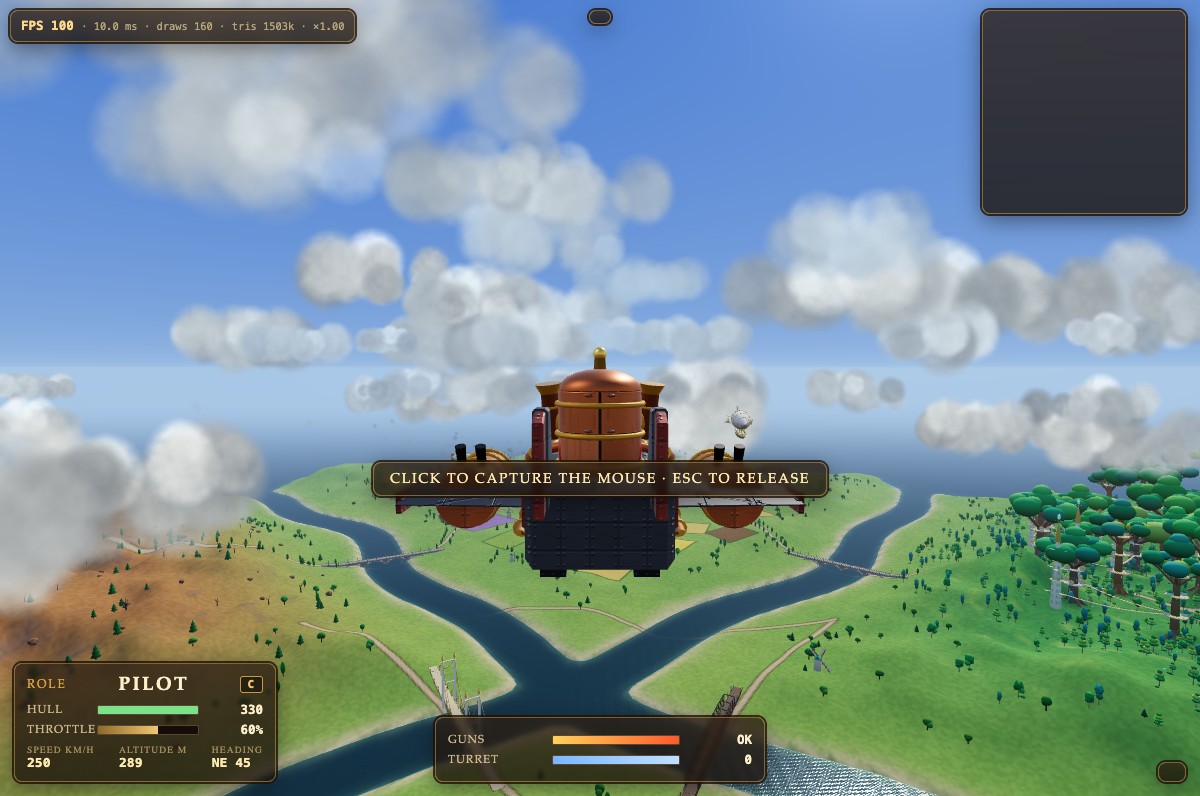 FPS 100 · 10.0 ms · draws 160 · tris 1503k · ×1.00
CLICK TO CAPTURE THE MOUSE · ESC TO RELEASE
ROLE PILOT C
HULL 330
THROTTLE 60%
SPEED KM/H ALTITUDE M HEADING
250 289 NE 45
GUNS OK
TURRET 0